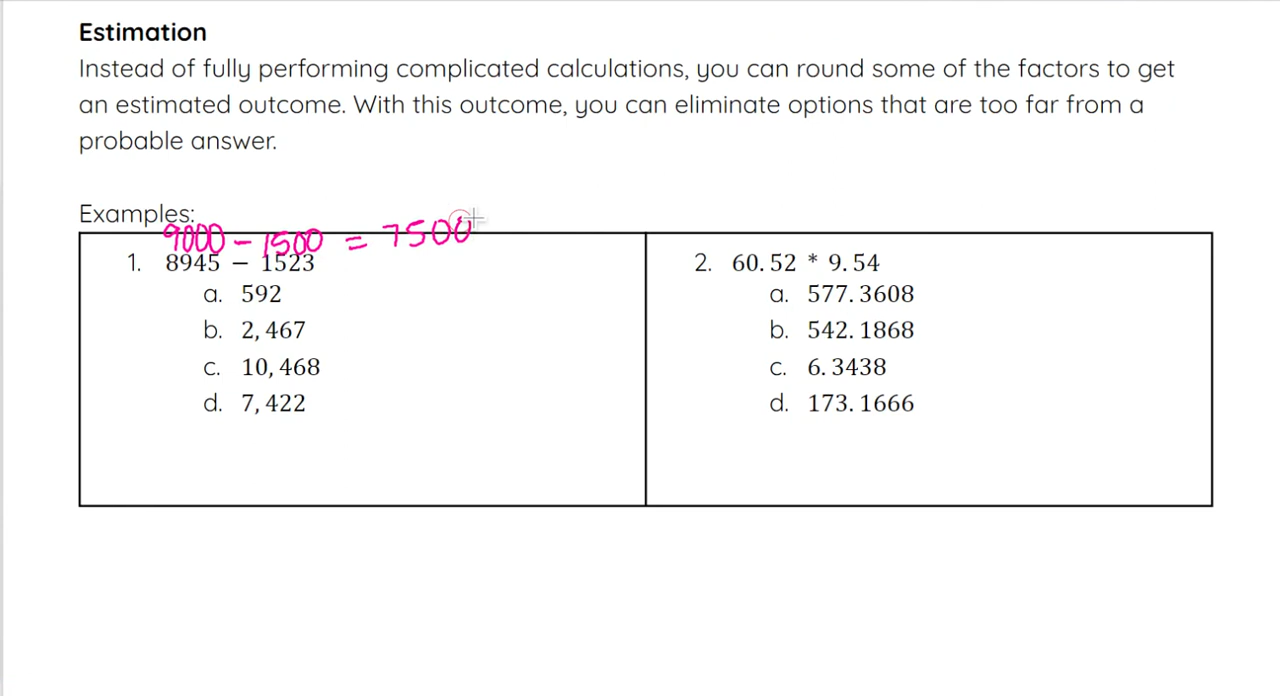 Estimation
Instead of fully performing complicated calculations, you can round some of the factors to get
an estimated outcome. With this outcome, you can eliminate options that are too far from a
probable answer.
Examples:
9000 - 1500 = 7500
1. 8945 − 1523
a. 592
b. 2, 467
c. 10, 468
d. 7, 422
2. 60. 52 * 9. 54
a. 577. 3608
b. 542. 1868
c. 6. 3438
d. 173. 1666